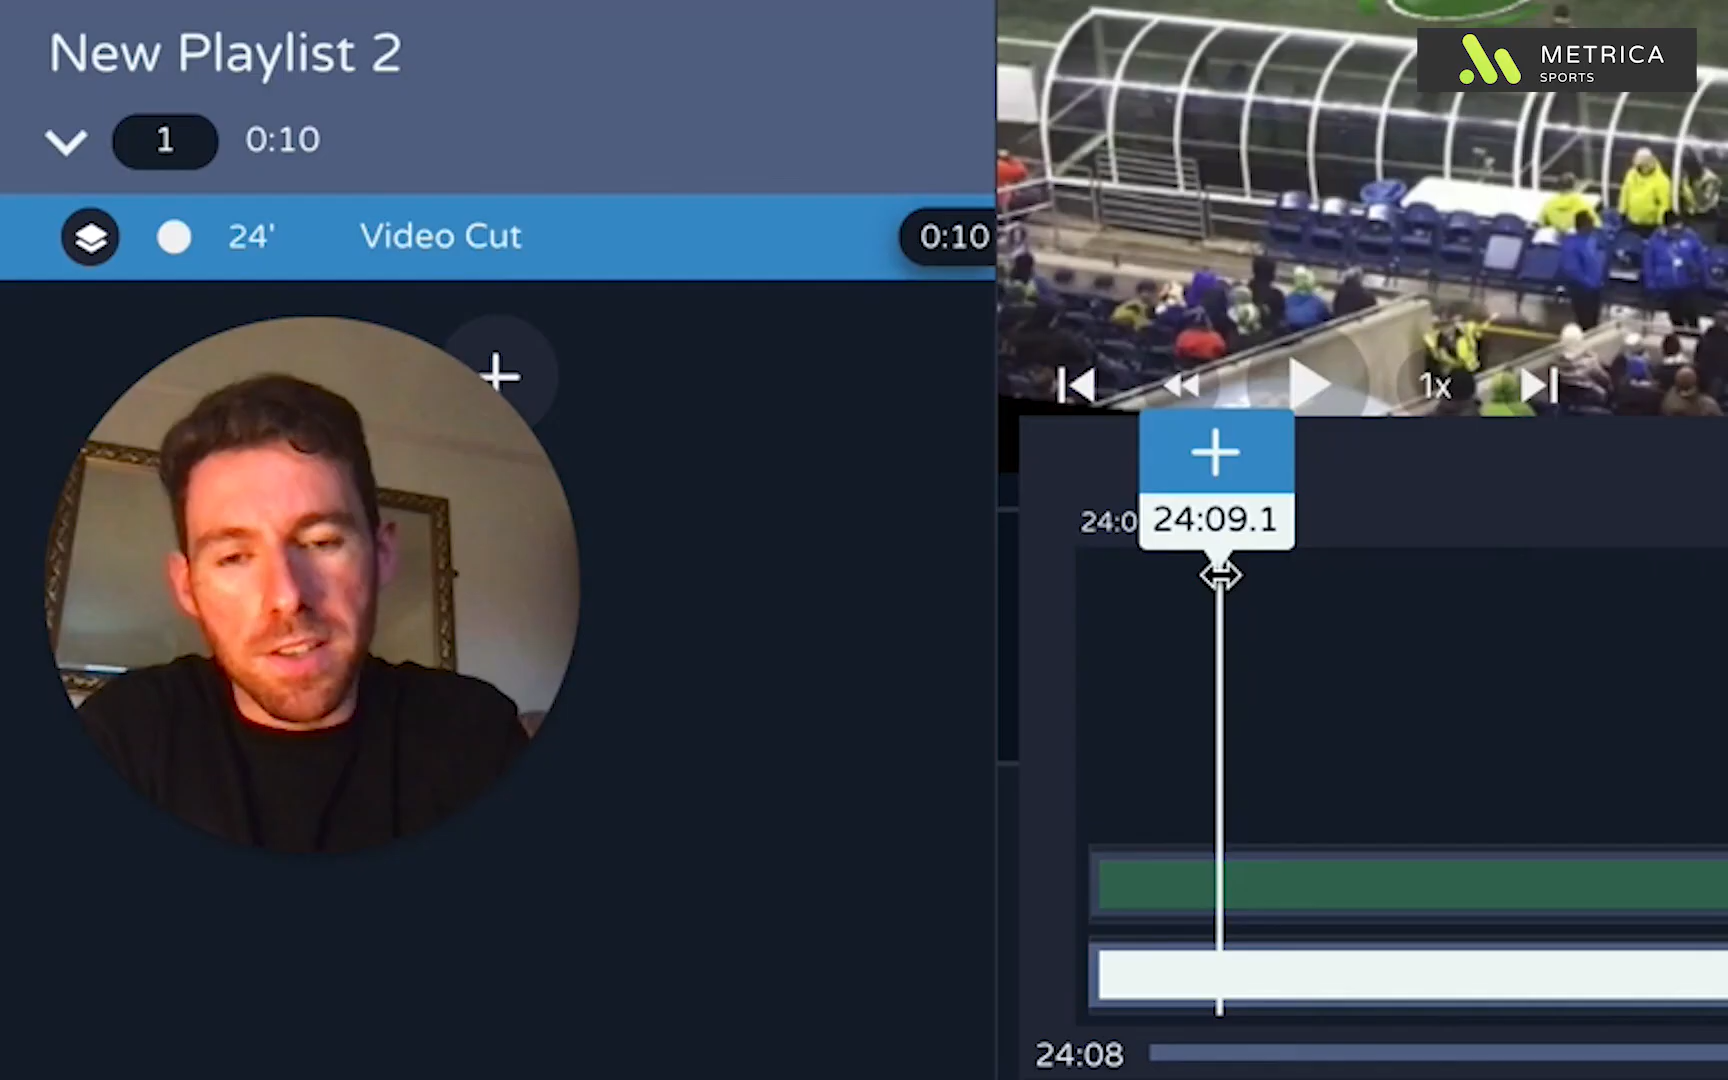 New Playlist 2
1 0:10
24' Video Cut 0:10
METRICA
SPORTS
1x
24:0 24:09.1
24:08